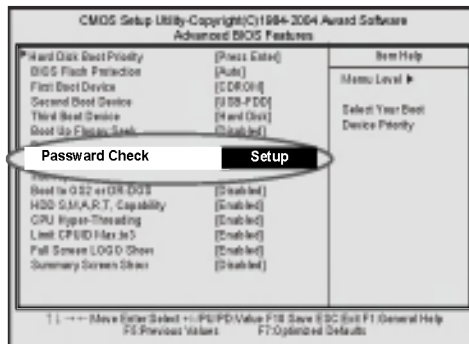 CMOS Setup Utility-Copyright(C)1984-2004 Award Software
Advanced BIOS Features
Hard Disk Boot Priority [Press Enter] Item Help
BIOS Flash Protection [Auto]
First Boot Device [CDROM] Menu Level
Second Boot Device [USB-FDD]
Third Boot Device [Hard Disk] Select Your Boot
Boot Up Floppy Seek [Disabled] Device Priority
Passward Check Setup
Boot to OS2 or DR-DOS [Disabled]
HDD S.M.A.R.T. Capability [Enabled]
CPU Hyper-Threading [Enabled]
Limit CPUID Max to3 [Enabled]
Full Screen LOGO Show [Enabled]
Summary Screen Show [Disabled]
↑↓→← Move Enter:Select +/-/PU/PD:Value F10:Save ESC:Exit F1:General Help
F5:Previous Values F7:Optimized Defaults